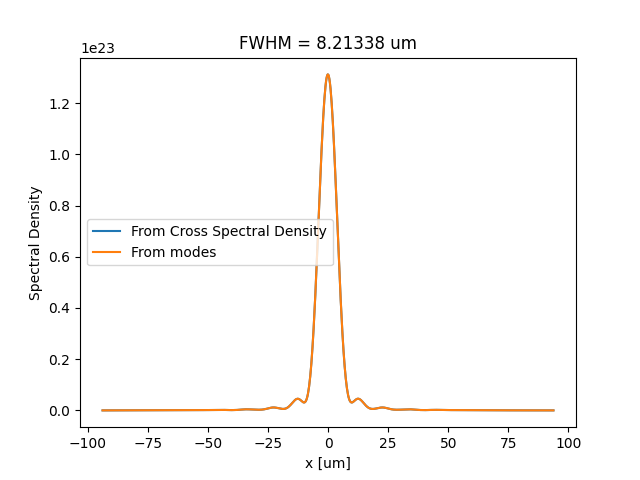 FWHM = 8.21338 um
1e23
1.2
1.0
0.8
0.6
0.4
0.2
0.0
Spectral Density
From Cross Spectral Density
From modes
−100
−75
−50
−25
0
25
50
75
100
x [um]